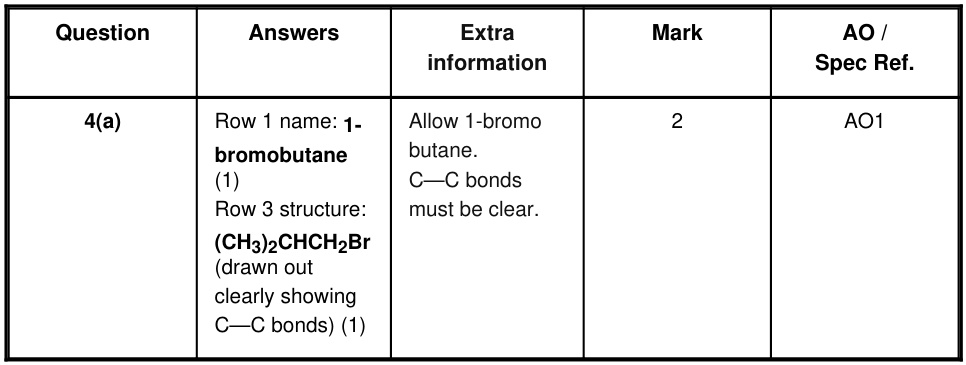 Question Answers Extra information Mark AO / Spec Ref.
4(a)
Row 1 name: 1-
bromobutane
(1)
Row 3 structure:
(CH₃)₂CHCH₂Br
(drawn out
clearly showing
C—C bonds) (1)
Allow 1-bromo
butane.
C—C bonds
must be clear.
2
AO1